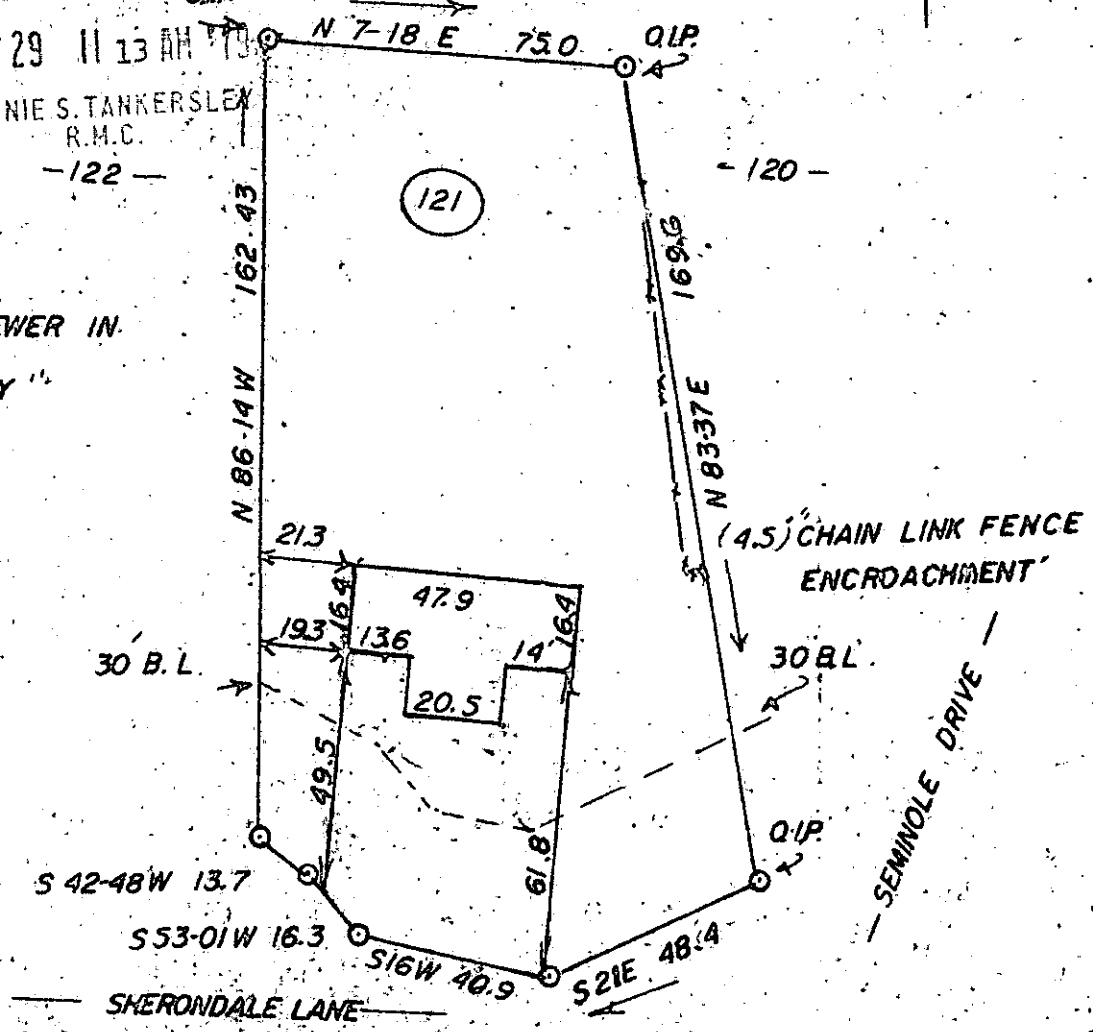 N 7-18 E 75.0 O.I.P.
29 11 13 AM '79
NIE S. TANKERSLEY
R.M.C.
-122-
-120-
121
N 86-14 W 162.43
169.6
N 83-37 E
EWER IN
Y"
21.3
47.9
16.4
16.4
(4.5)"CHAIN LINK FENCE
ENCROACHMENT'
19.3
13.6
14'
20.5
30' B.L.
30' B.L.
49.5
61.8
- SEMINOLE DRIVE -
O.I.P.
S 42-48 W 13.7
S 53-01 W 16.3
S 16 W 40.9
S 21 E 48.4
SHERONDALE LANE